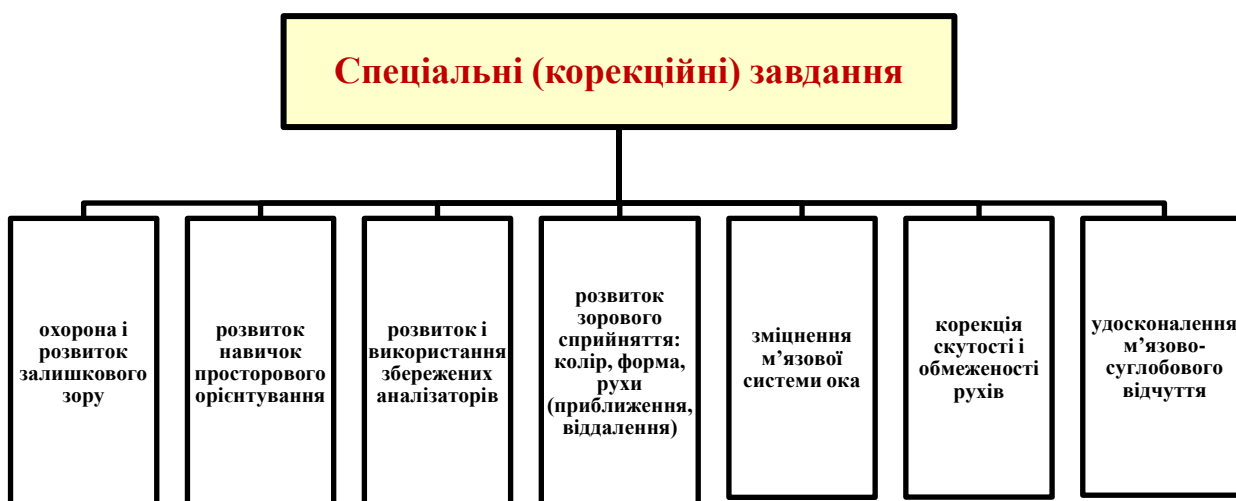 Спеціальні (корекційні) завдання
охорона і
розвиток
залишкового
зору
розвиток
навичок
просторового
орієнтування
розвиток і
використання
збережених
аналізаторів
розвиток
зорового
сприйняття:
колір, форма,
рухи
(приближення,
віддалення)
зміцнення
м’язової
системи ока
корекція
скутості і
обмеженості
рухів
удосконалення
м’язово-
суглобового
відчуття